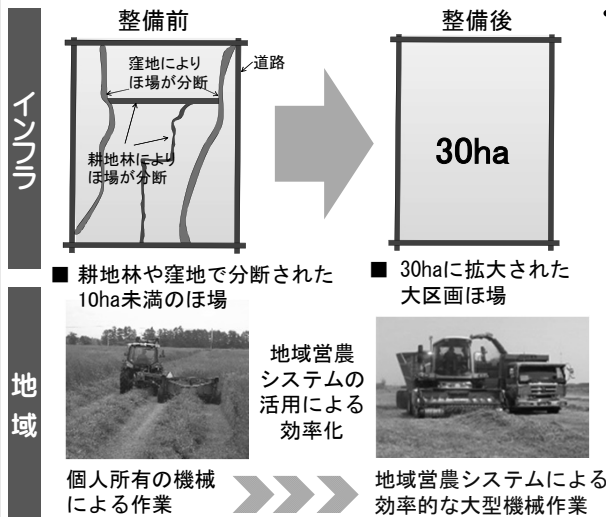 整備前
整備後
インフラ
窪地により
ほ場が分断
道路
耕地林により
ほ場が分断
30ha
■ 耕地林や窪地で分断された
10ha未満のほ場
■ 30haに拡大された
大区画ほ場
地域
地域営農
システムの
活用による
効率化
個人所有の機械
による作業
地域営農システムによる
効率的な大型機械作業